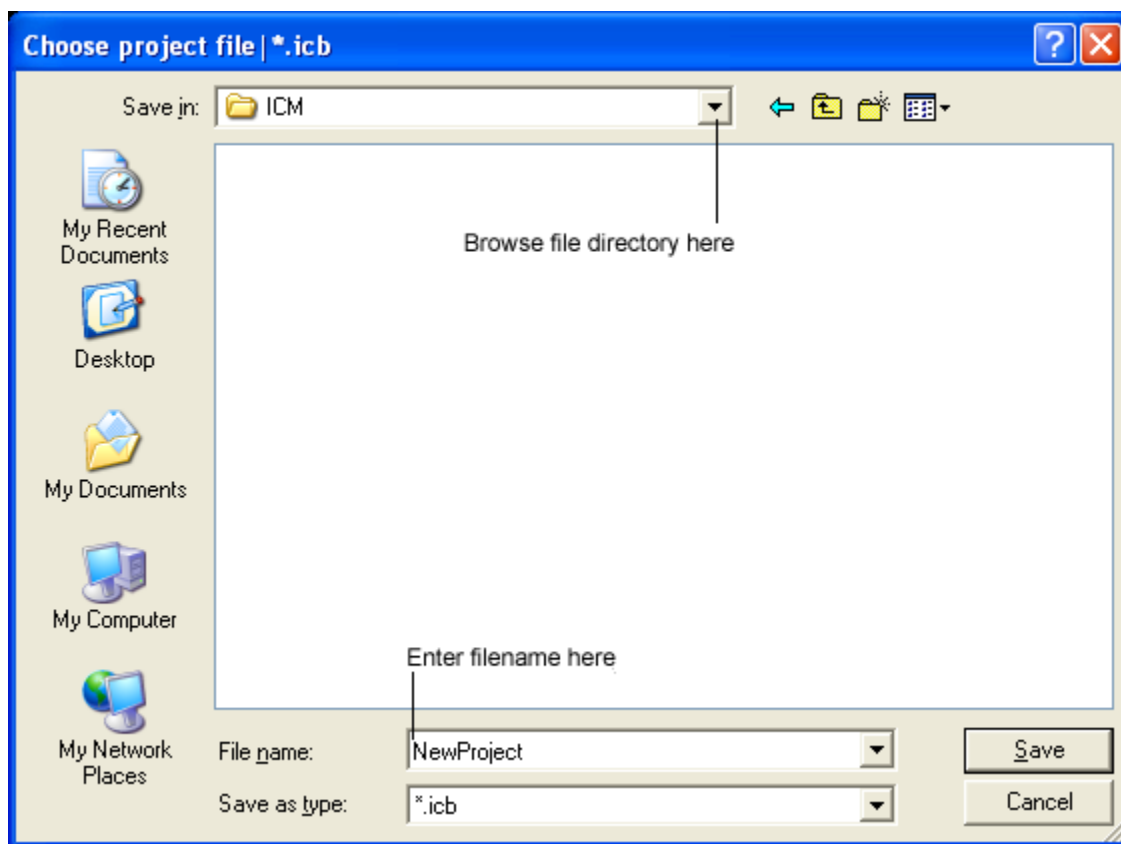 Choose project file|*.icb
Save in: ICM
My Recent
Documents
Browse file directory here
Desktop
My Documents
My Computer
Enter filename here
My Network
Places
File name: NewProject
Save
Save as type: *.icb
Cancel